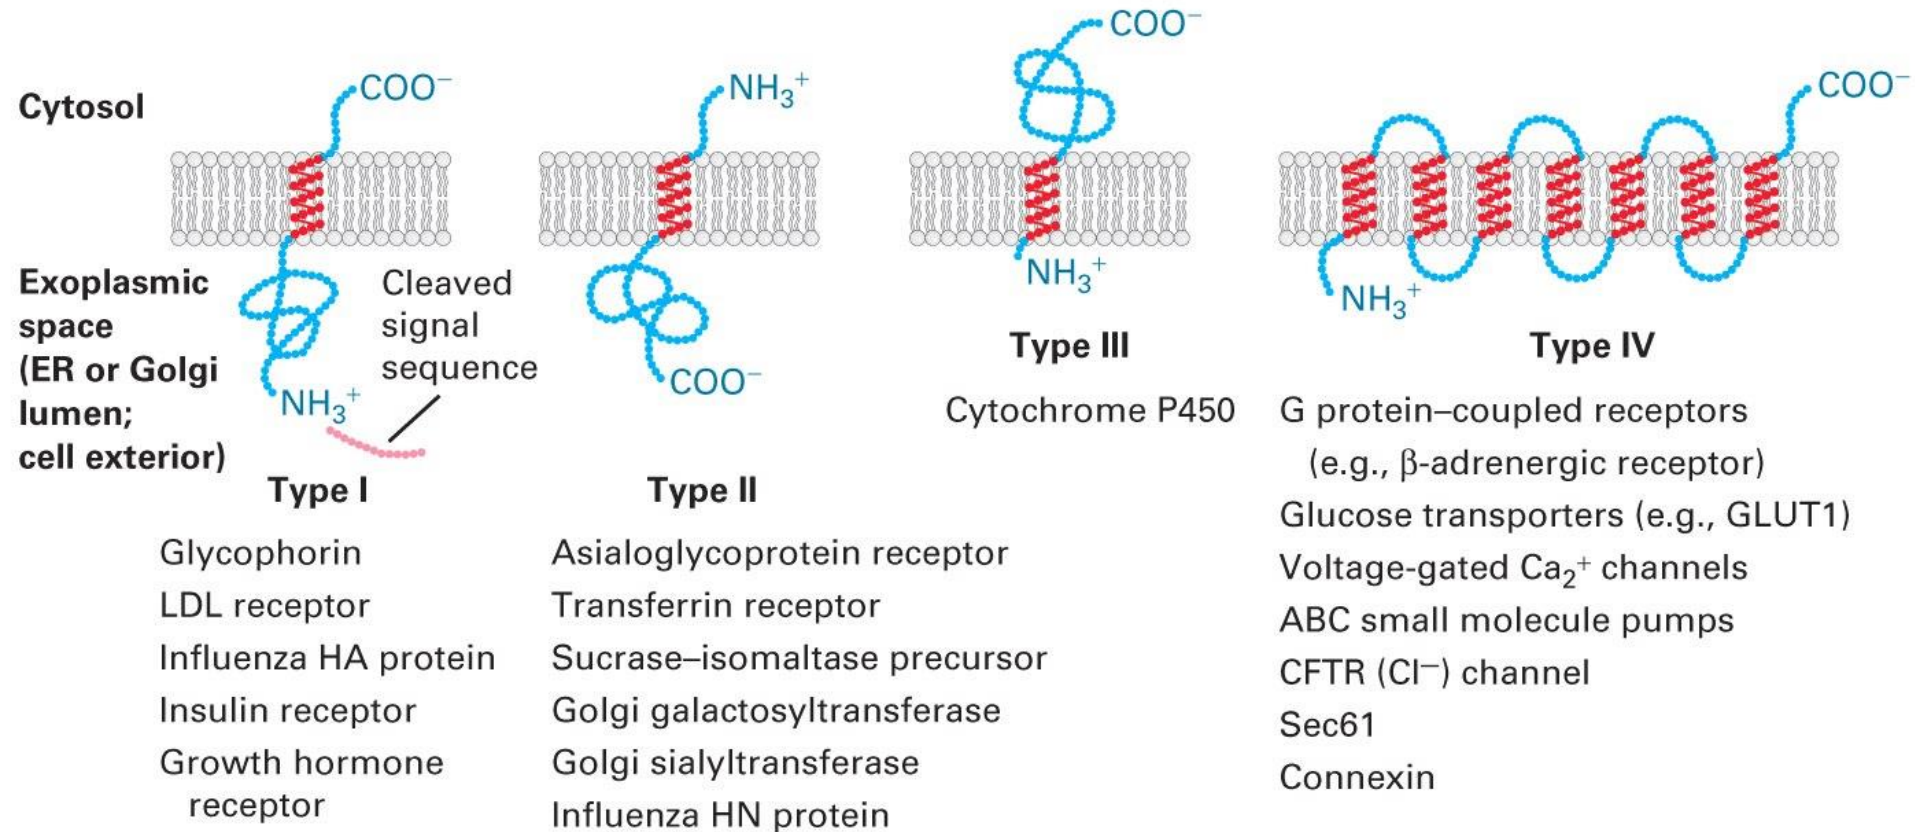 Cytosol
COO⁻
NH₃⁺
COO⁻
COO⁻
Exoplasmic
space
(ER or Golgi
lumen;
cell exterior)
Cleaved
signal
sequence
NH₃⁺
Type I
Glycophorin
LDL receptor
Influenza HA protein
Insulin receptor
Growth hormone
receptor
COO⁻
Type II
Asialoglycoprotein receptor
Transferrin receptor
Sucrase–isomaltase precursor
Golgi galactosyltransferase
Golgi sialyltransferase
Influenza HN protein
NH₃⁺
Type III
Cytochrome P450
NH₃⁺
Type IV
G protein–coupled receptors
(e.g., β-adrenergic receptor)
Glucose transporters (e.g., GLUT1)
Voltage-gated Ca₂⁺ channels
ABC small molecule pumps
CFTR (Cl⁻) channel
Sec61
Connexin